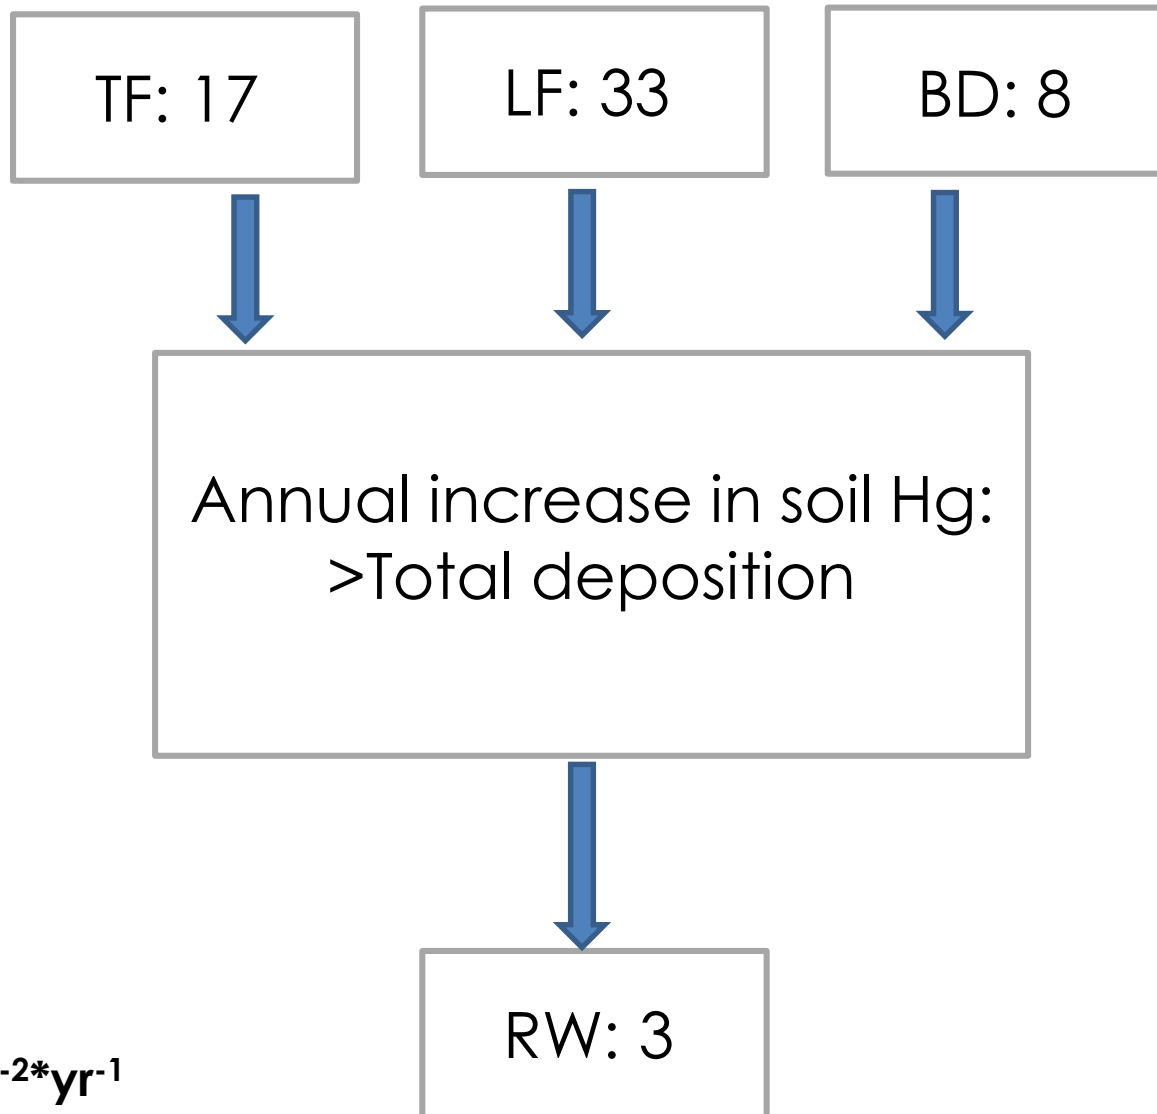 TF: 17
LF: 33
BD: 8
Annual increase in soil Hg:
>Total deposition
RW: 3
-2*yr-1